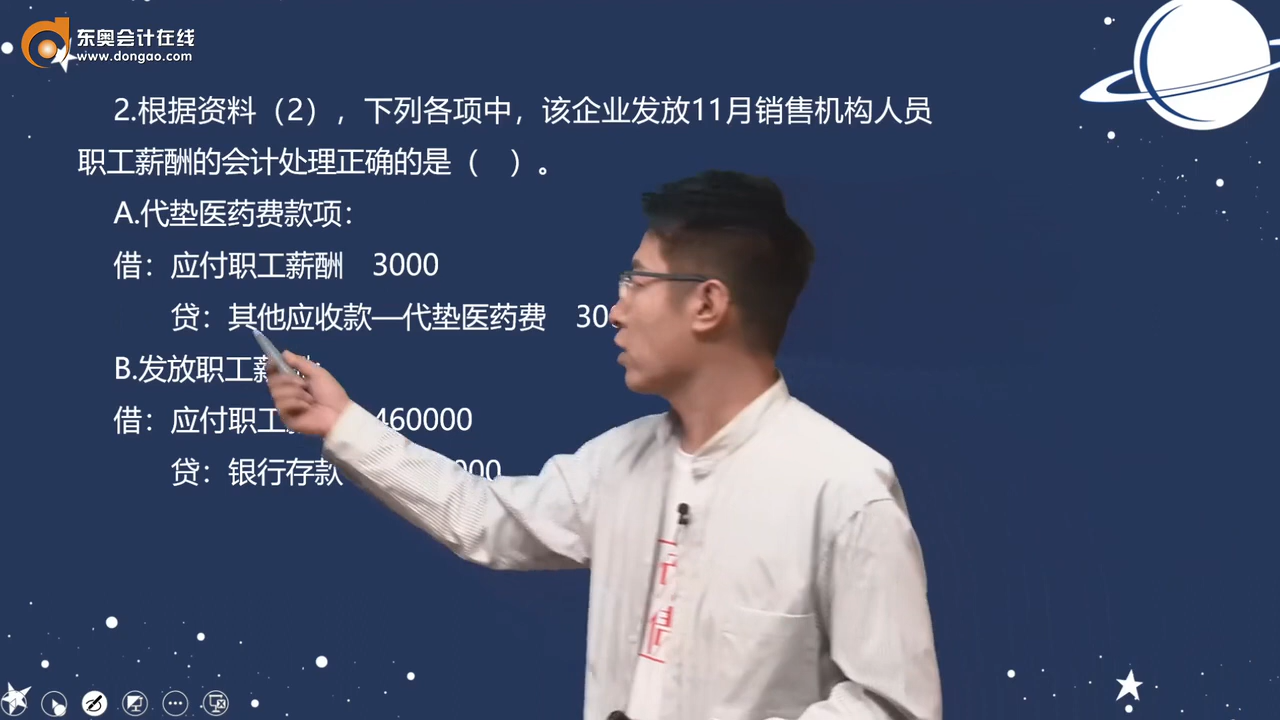 东奥会计在线
www.dongao.com
2.根据资料（2），下列各项中，该企业发放11月销售机构人员
职工薪酬的会计处理正确的是（ ）。
A.代垫医药费款项：
借：应付职工薪酬 3000
贷：其他应收款—代垫医药费 30
B.发放职工薪
借：应付职工 460000
贷：银行存款 000